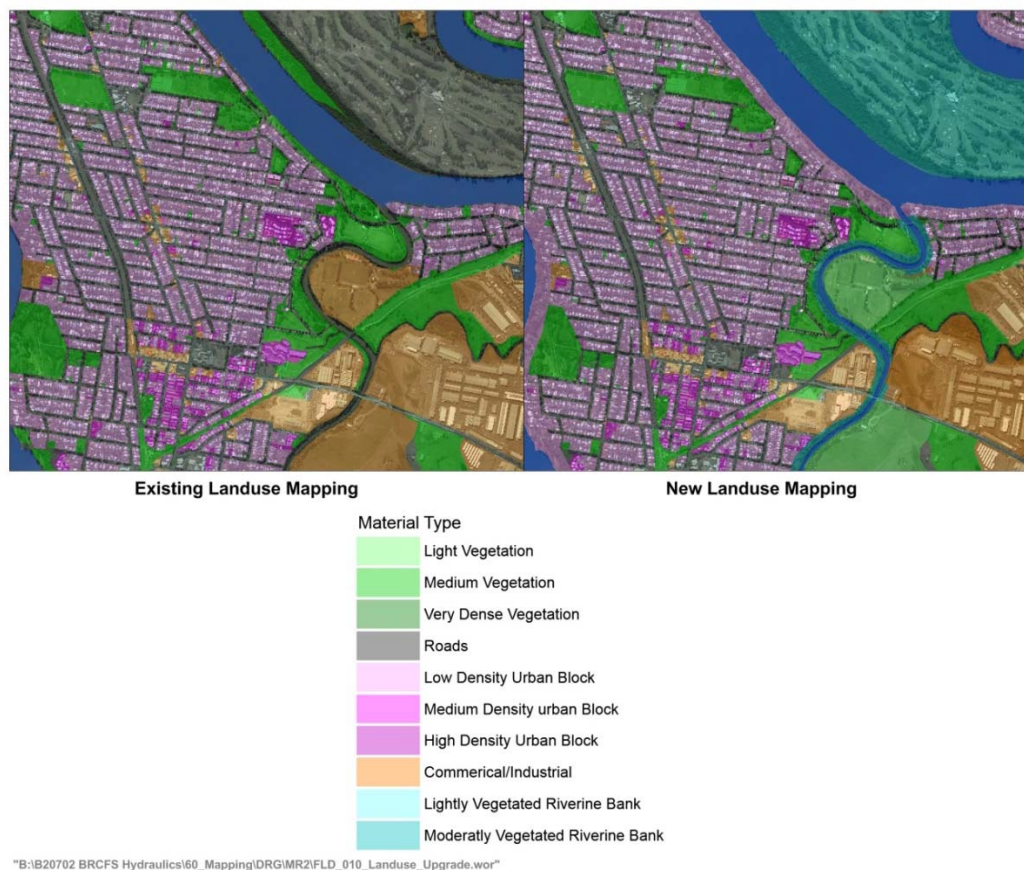 Existing Landuse Mapping
New Landuse Mapping
Material Type
Light Vegetation
Medium Vegetation
Very Dense Vegetation
Roads
Low Density Urban Block
Medium Density urban Block
High Density Urban Block
Commerical/Industrial
Lightly Vegetated Riverine Bank
Moderatly Vegetated Riverine Bank
"B:\B20702 BRCFS Hydraulics\60_Mapping\DRG\MR2\FLD_010_Landuse_Upgrade.wor"